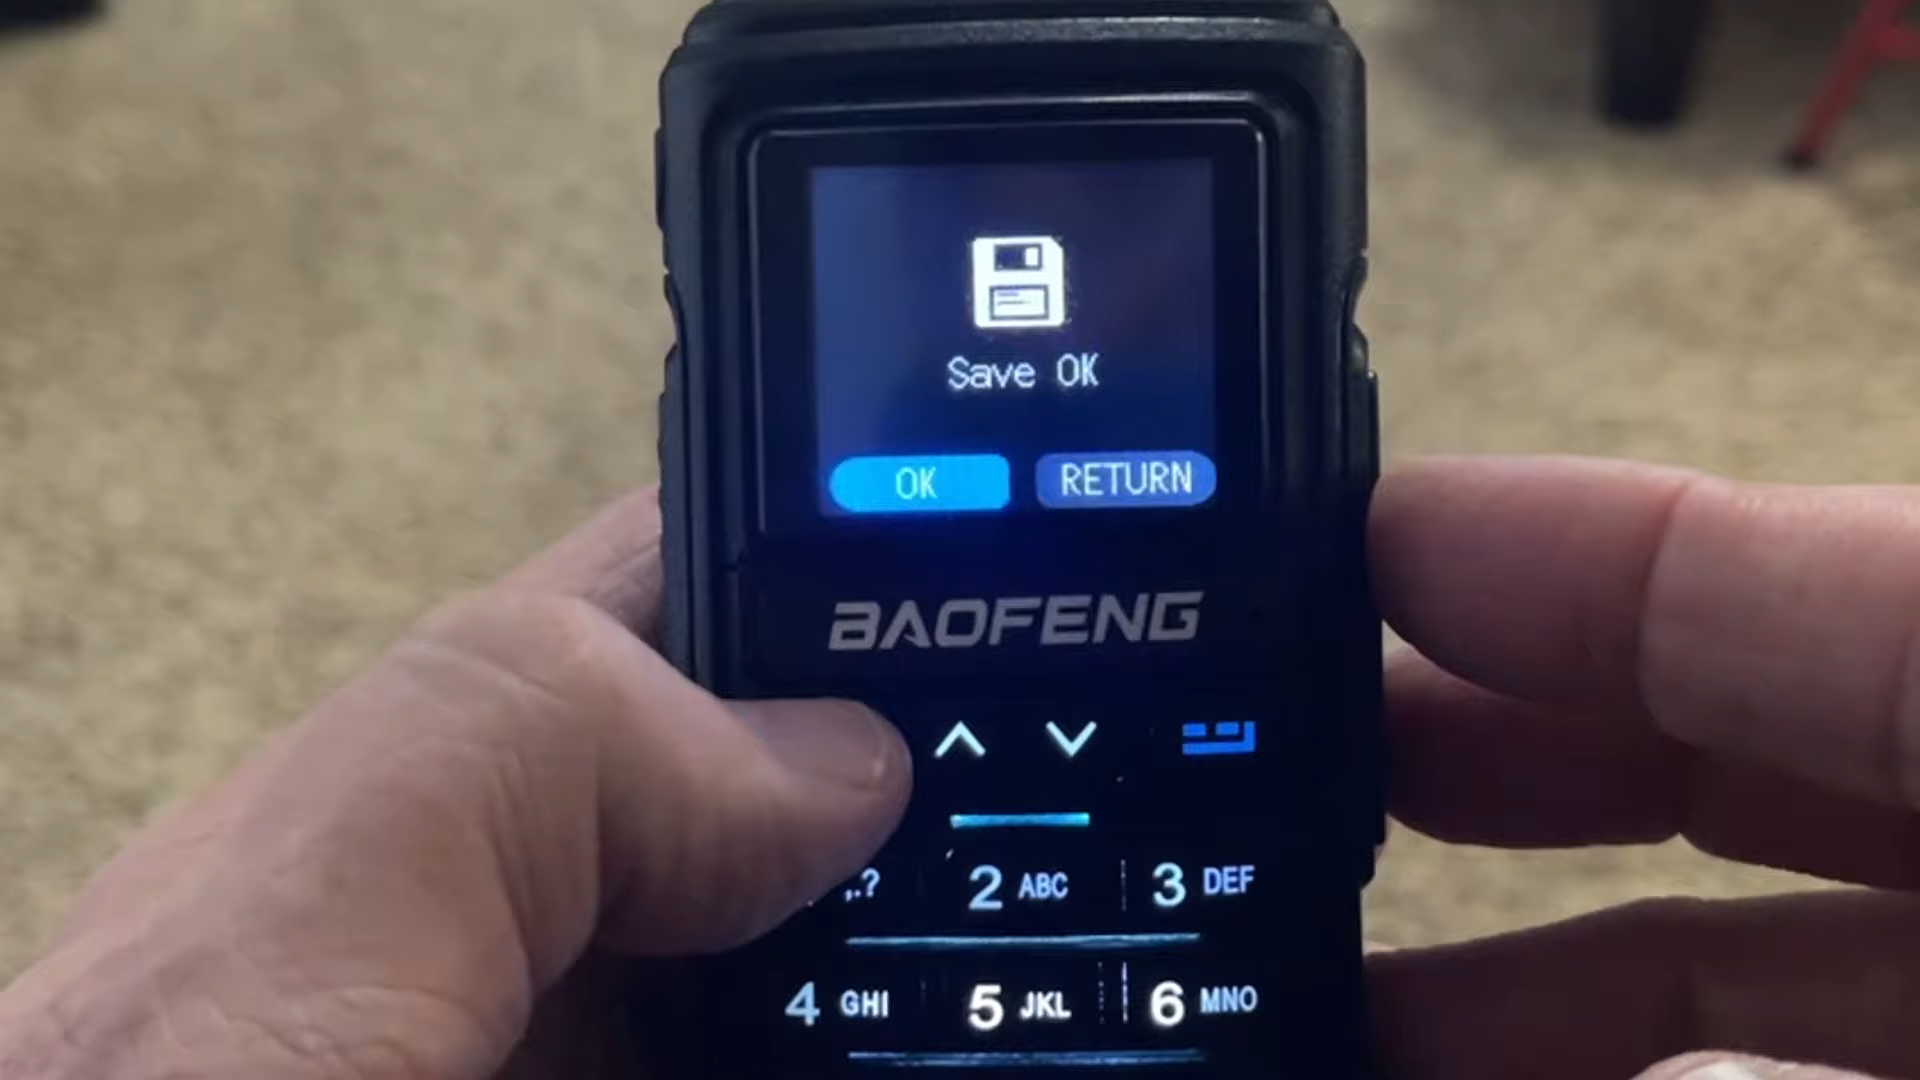 Save OK
OK RETURN
BAOFENG
,.? 2 ABC 3 DEF
4 GHI 5 JKL 6 MNO